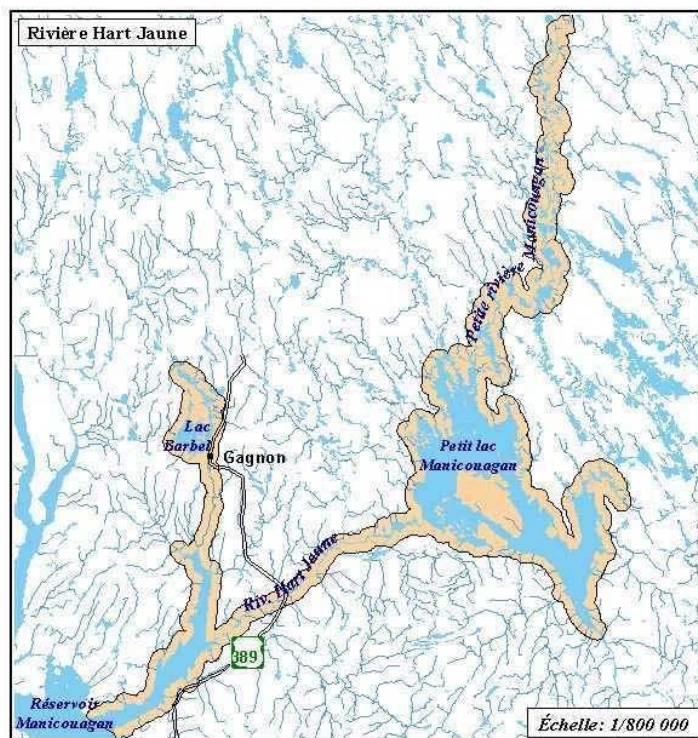 Rivière Hart Jaune
Petite rivière Manicouagan
Lac
Barbel
Gagnon
Petit lac
Manicouagan
Riv. Hart Jaune
389
Réservoir
Manicouagan
Échelle: 1/800 000